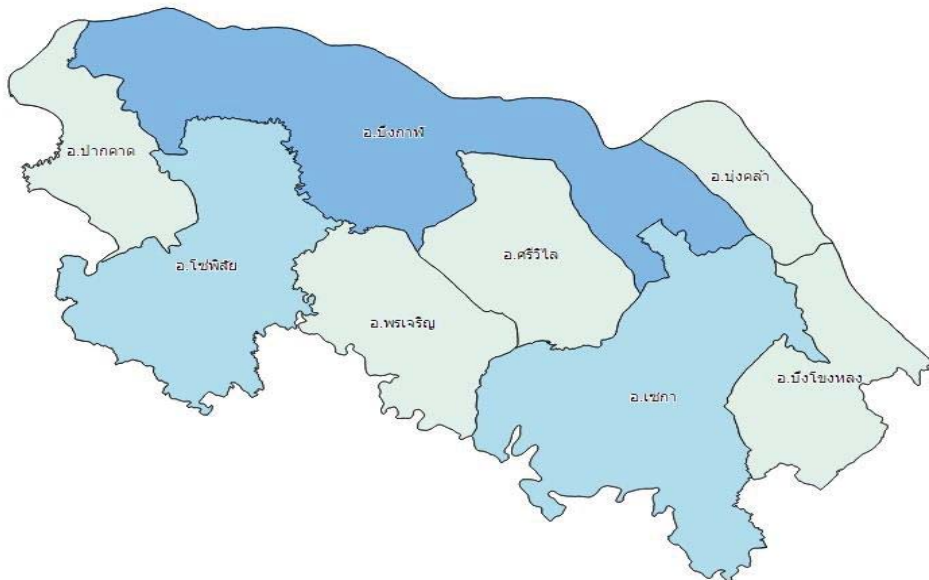 อ.บึงกาฬ
อ.ปากคาด
อ.บุ่งคล้า
อ.ศรีวิไล
อ.โซ่พิสัย
อ.พรเจริญ
อ.บึงโขงหลง
อ.เซกา